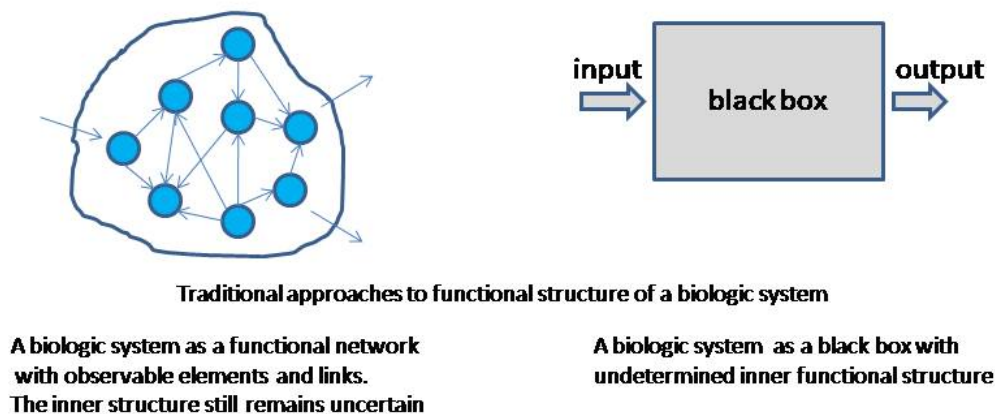 input
black box
output
Traditional approaches to functional structure of a biologic system
A biologic system as a functional network
with observable elements and links.
The inner structure still remains uncertain
A biologic system as a black box with
undetermined inner functional structure